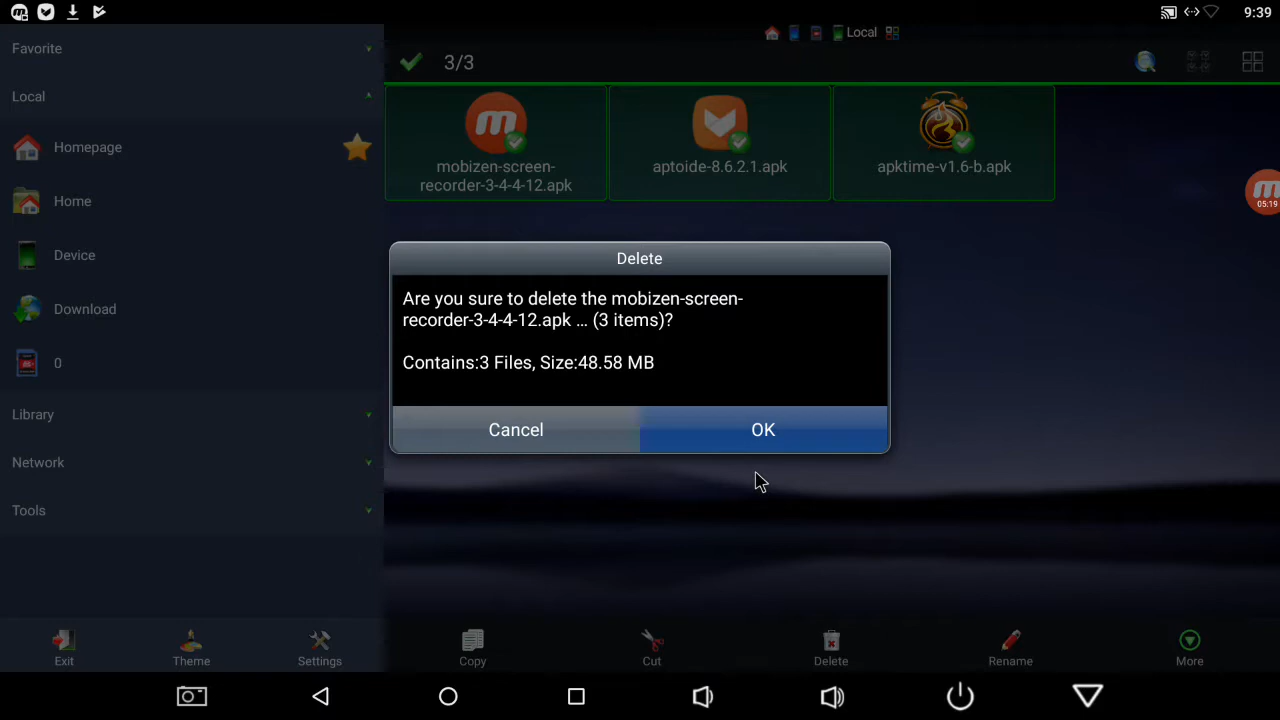 9:39
Favorite
Local
Homepage
Home
Device
Download
0
Library
Network
Tools
Exit
Theme
Settings
Local
3/3
mobizen-screen-
recorder-3-4-4-12.apk
aptoide-8.6.2.1.apk
apktime-v1.6-b.apk
05:19
Delete
Are you sure to delete the mobizen-screen-
recorder-3-4-4-12.apk ... (3 items)?
Contains:3 Files, Size:48.58 MB
Cancel
OK
Copy
Cut
Delete
Rename
More